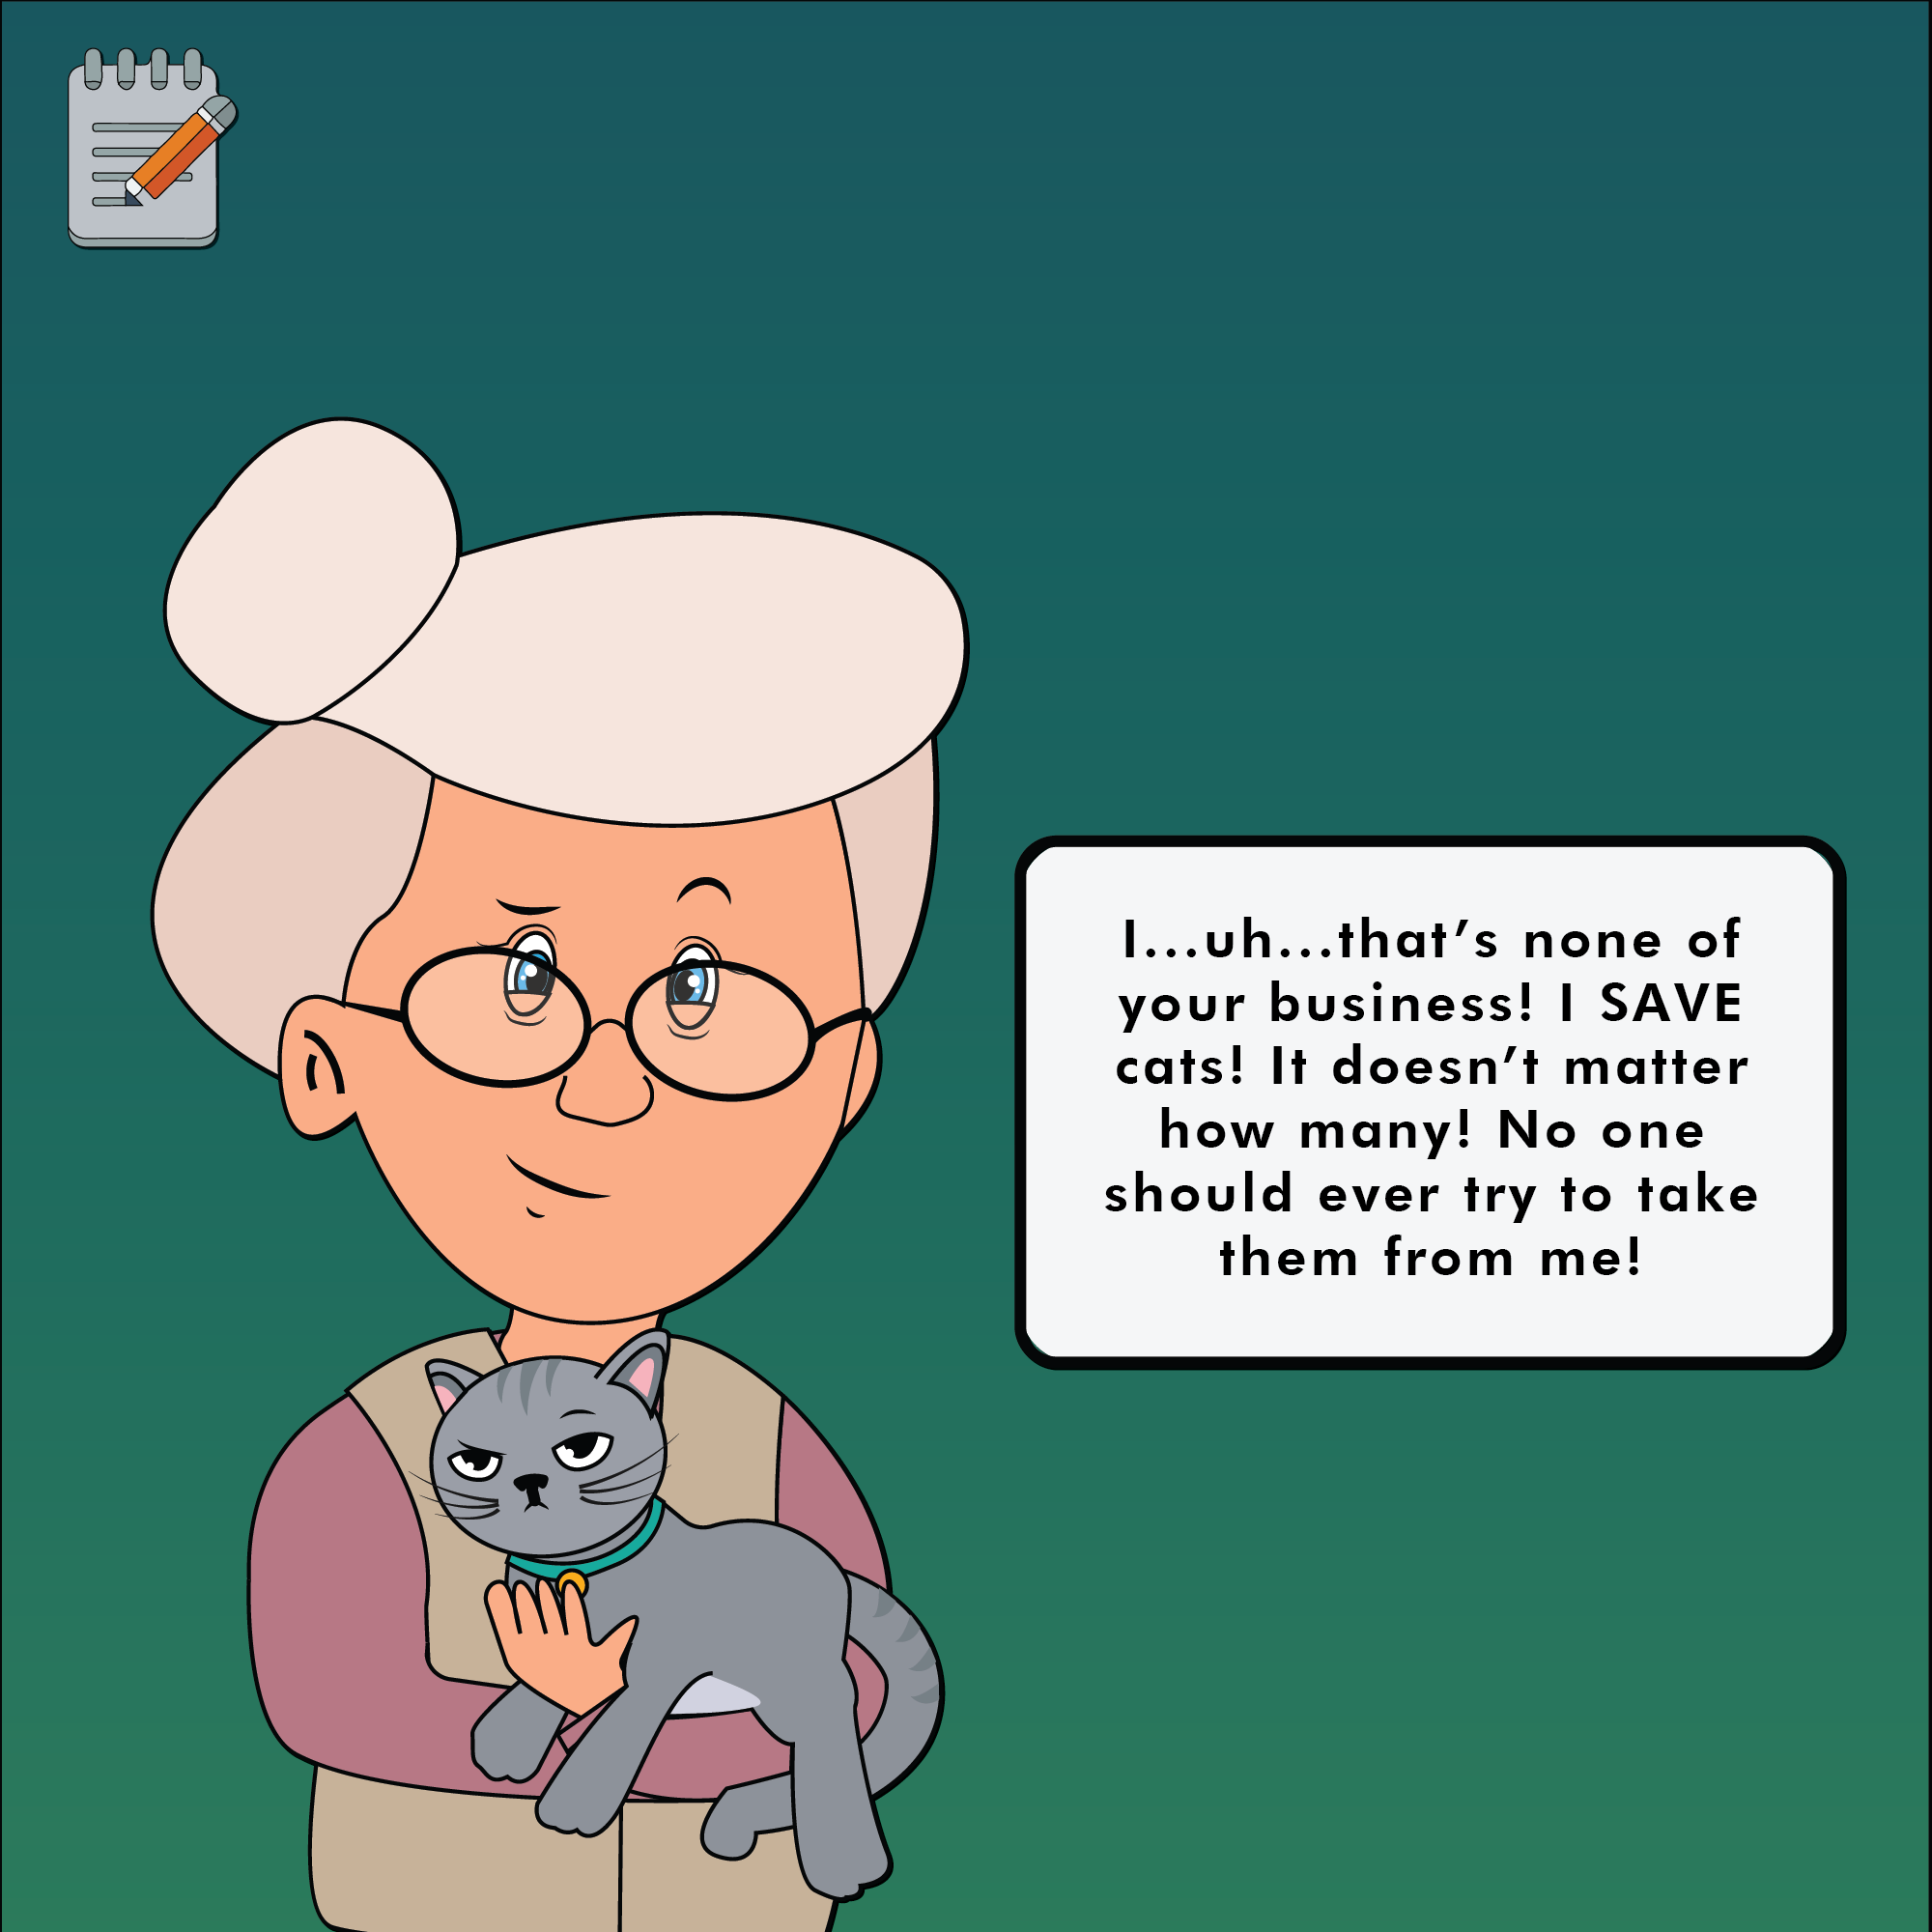 I...uh...that’s none of
your business! I SAVE
cats! It doesn’t matter
how many! No one
should ever try to take
them from me!